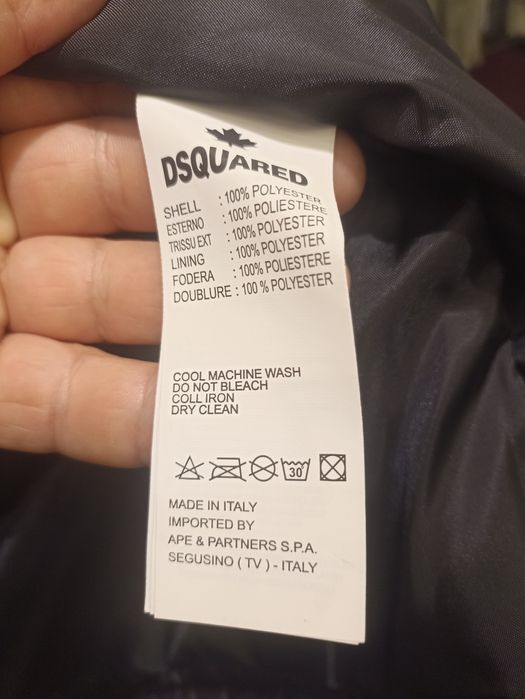 DSQUARED
SHELL : 100% POLYESTER
ESTERNO : 100% POLIESTERE
TRISSU EXT : 100% POLYESTER
LINING : 100% POLYESTER
FODERA : 100% POLIESTERE
DOUBLURE : 100 % POLYESTER
COOL MACHINE WASH
DO NOT BLEACH
COLL IRON
DRY CLEAN
30
MADE IN ITALY
IMPORTED BY
APE & PARTNERS S.P.A.
SEGUSINO ( TV ) - ITALY